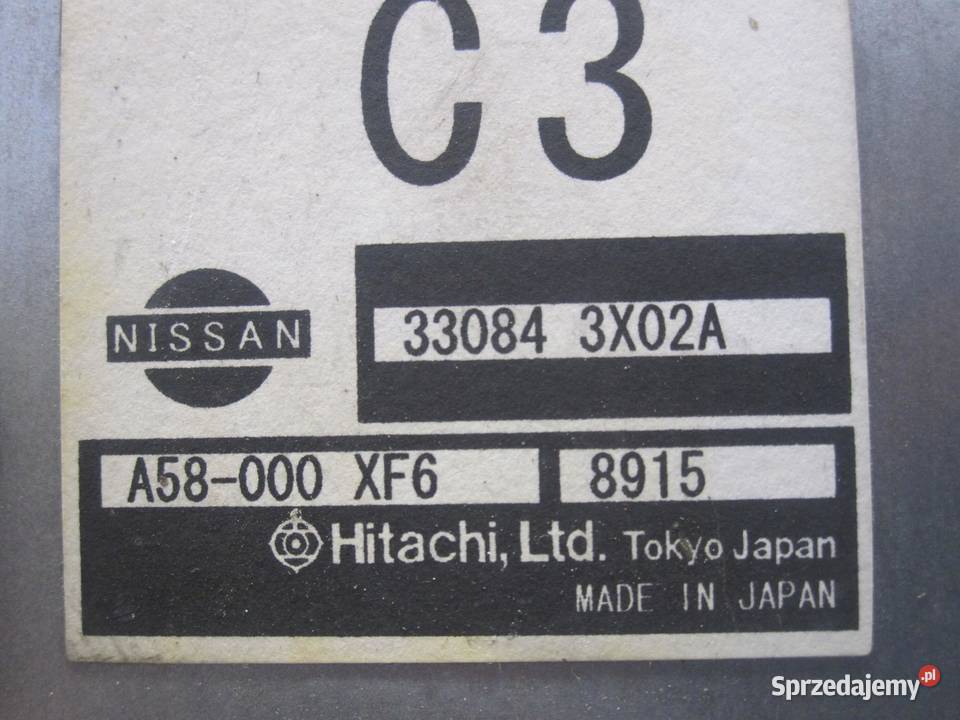 C3
NISSAN
33084 3X02A
A58-000 XF6 8915
Hitachi, Ltd. Tokyo Japan
MADE IN JAPAN
Sprzedajemy.pl